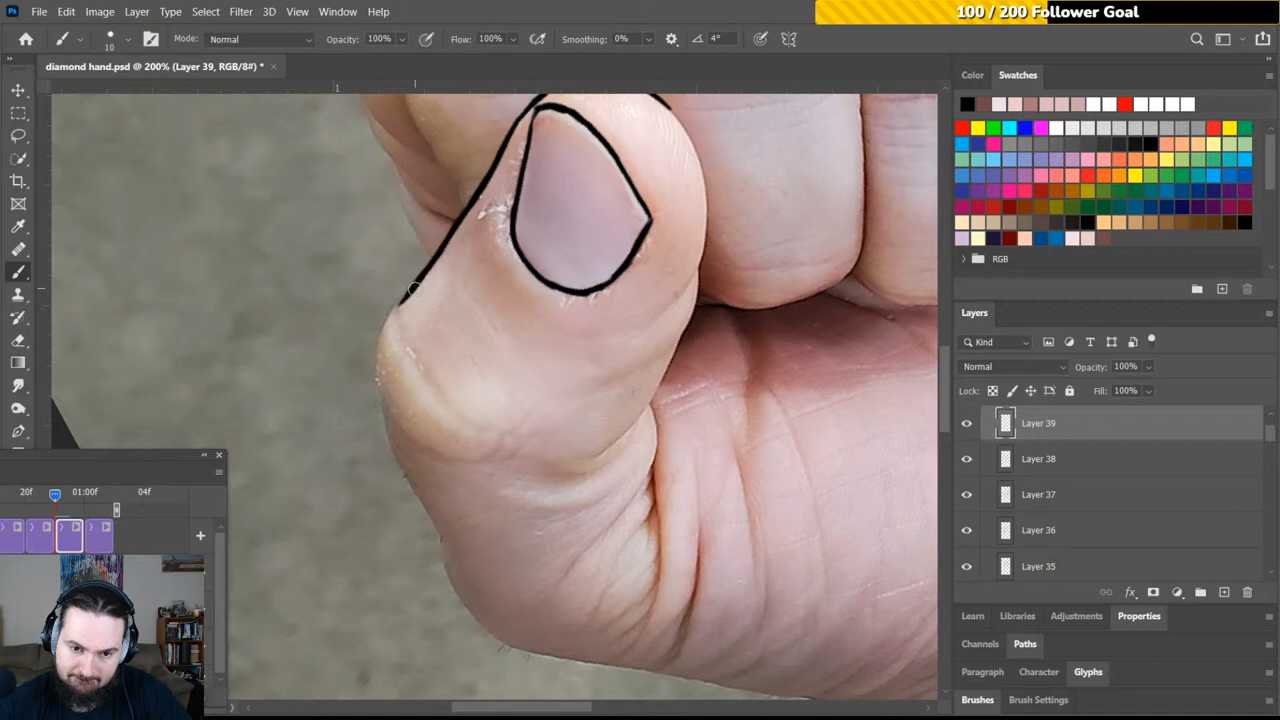 File Edit Image Layer Type Select Filter 3D View Window Help
100 / 200 Follower Goal
10 Mode: Normal Opacity: 100% Flow: 100% Smoothing: 0% 4°
diamond hand.psd @ 200% (Layer 39, RGB/8#) * ×
1
Color Swatches
RGB
Layers
Kind
Normal Opacity: 100%
Lock: Fill: 100%
Layer 39
Layer 38
Layer 37
Layer 36
Layer 35
20f 01:00f 04f
Learn Libraries Adjustments Properties
Channels Paths
Paragraph Character Glyphs
Brushes Brush Settings